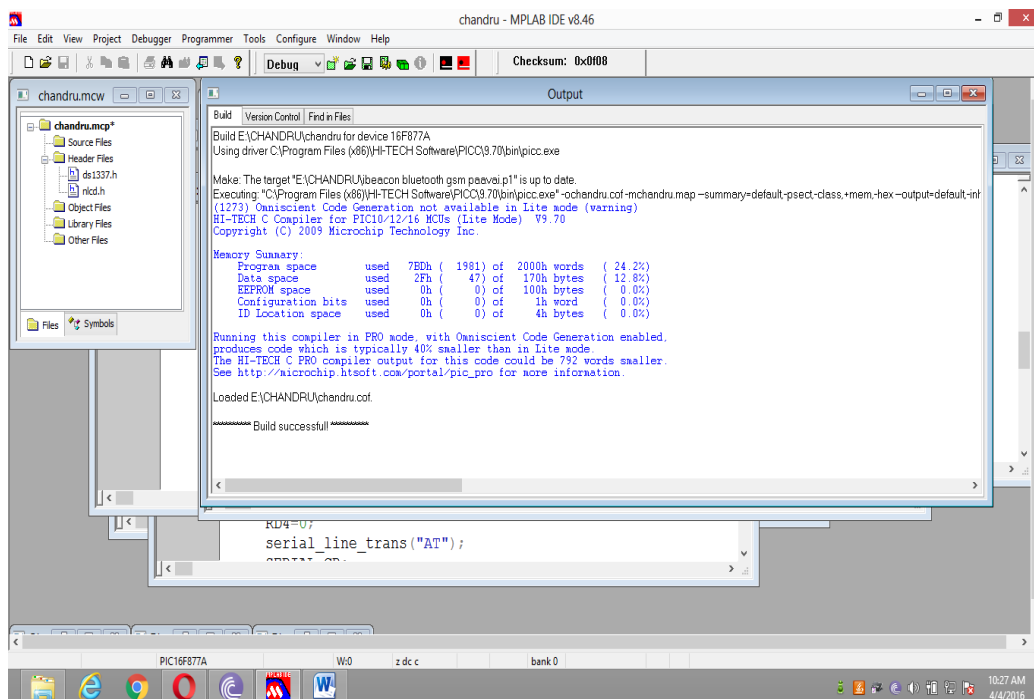 chandru - MPLAB IDE v8.46
File Edit View Project Debugger Programmer Tools Configure Window Help
Debug
Checksum: 0x0f08
chandru.mcw
chandru.mcp*
Source Files
Header Files
ds1337.h
nlcd.h
Object Files
Library Files
Other Files
Files Symbols
Output
Build Version Control Find in Files
Build E:\CHANDRU\chandru for device 16F877A
Using driver C:\Program Files (x86)\HI-TECH Software\PICC\9.70\bin\picc.exe
Make: The target "E:\CHANDRU\ibeacon bluetooth gsm paavai.p1" is up to date.
Executing: "C:\Program Files (x86)\HI-TECH Software\PICC\9.70\bin\picc.exe" -ochandru.cof -mchandru.map --summary=default,-psect,-class,+mem,-hex --output=default,-inh
(1273) Omniscient Code Generation not available in Lite mode (warning)
HI-TECH C Compiler for PIC10/12/16 MCUs (Lite Mode) V9.70
Copyright (C) 2009 Microchip Technology Inc.
Memory Summary:
Program space used 7BDh ( 1981) of 2000h words ( 24.2%)
Data space used 2Fh ( 47) of 170h bytes ( 12.8%)
EEPROM space used 0h ( 0) of 100h bytes ( 0.0%)
Configuration bits used 0h ( 0) of 1h word ( 0.0%)
ID Location space used 0h ( 0) of 4h bytes ( 0.0%)
Running this compiler in PRO mode, with Omniscient Code Generation enabled,
produces code which is typically 40% smaller than in Lite mode.
The HI-TECH C PRO compiler output for this code could be 792 words smaller.
See http://microchip.htsoft.com/portal/pic_pro for more information.
Loaded E:\CHANDRU\chandru.cof.
********** Build successful! **********
RD4=0;
serial_line_trans("AT");
PIC16F877A W:0 z dc c bank 0
10:27 AM
4/4/2016